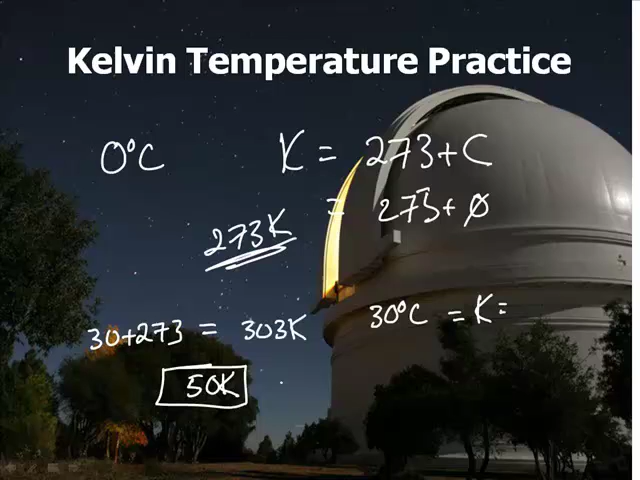 Kelvin Temperature Practice
0°C
K = 273 + C
= 273 + 0
273K
30°C = K =
30+273 = 303K
50K